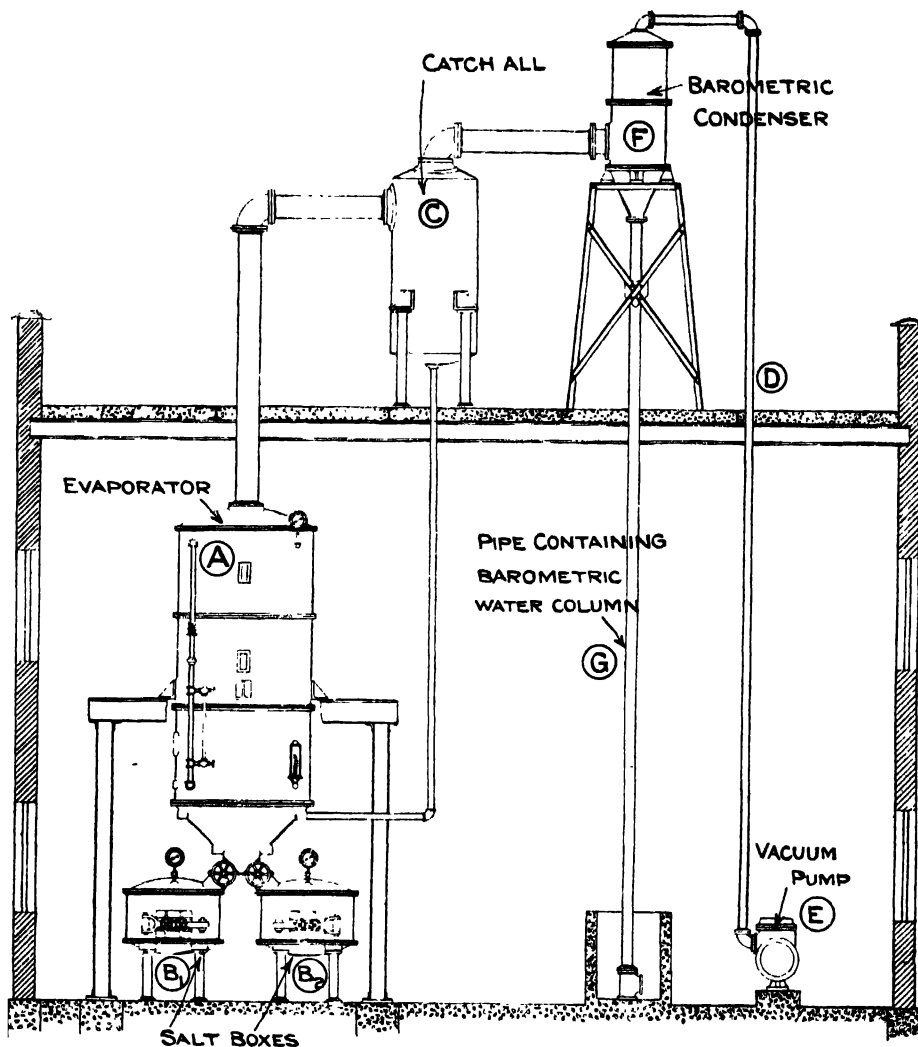 CATCH ALL
BAROMETRIC
CONDENSER
F
C
D
EVAPORATOR
A
PIPE CONTAINING
BAROMETRIC
WATER COLUMN
G
VACUUM
PUMP
E
B1
B2
SALT BOXES